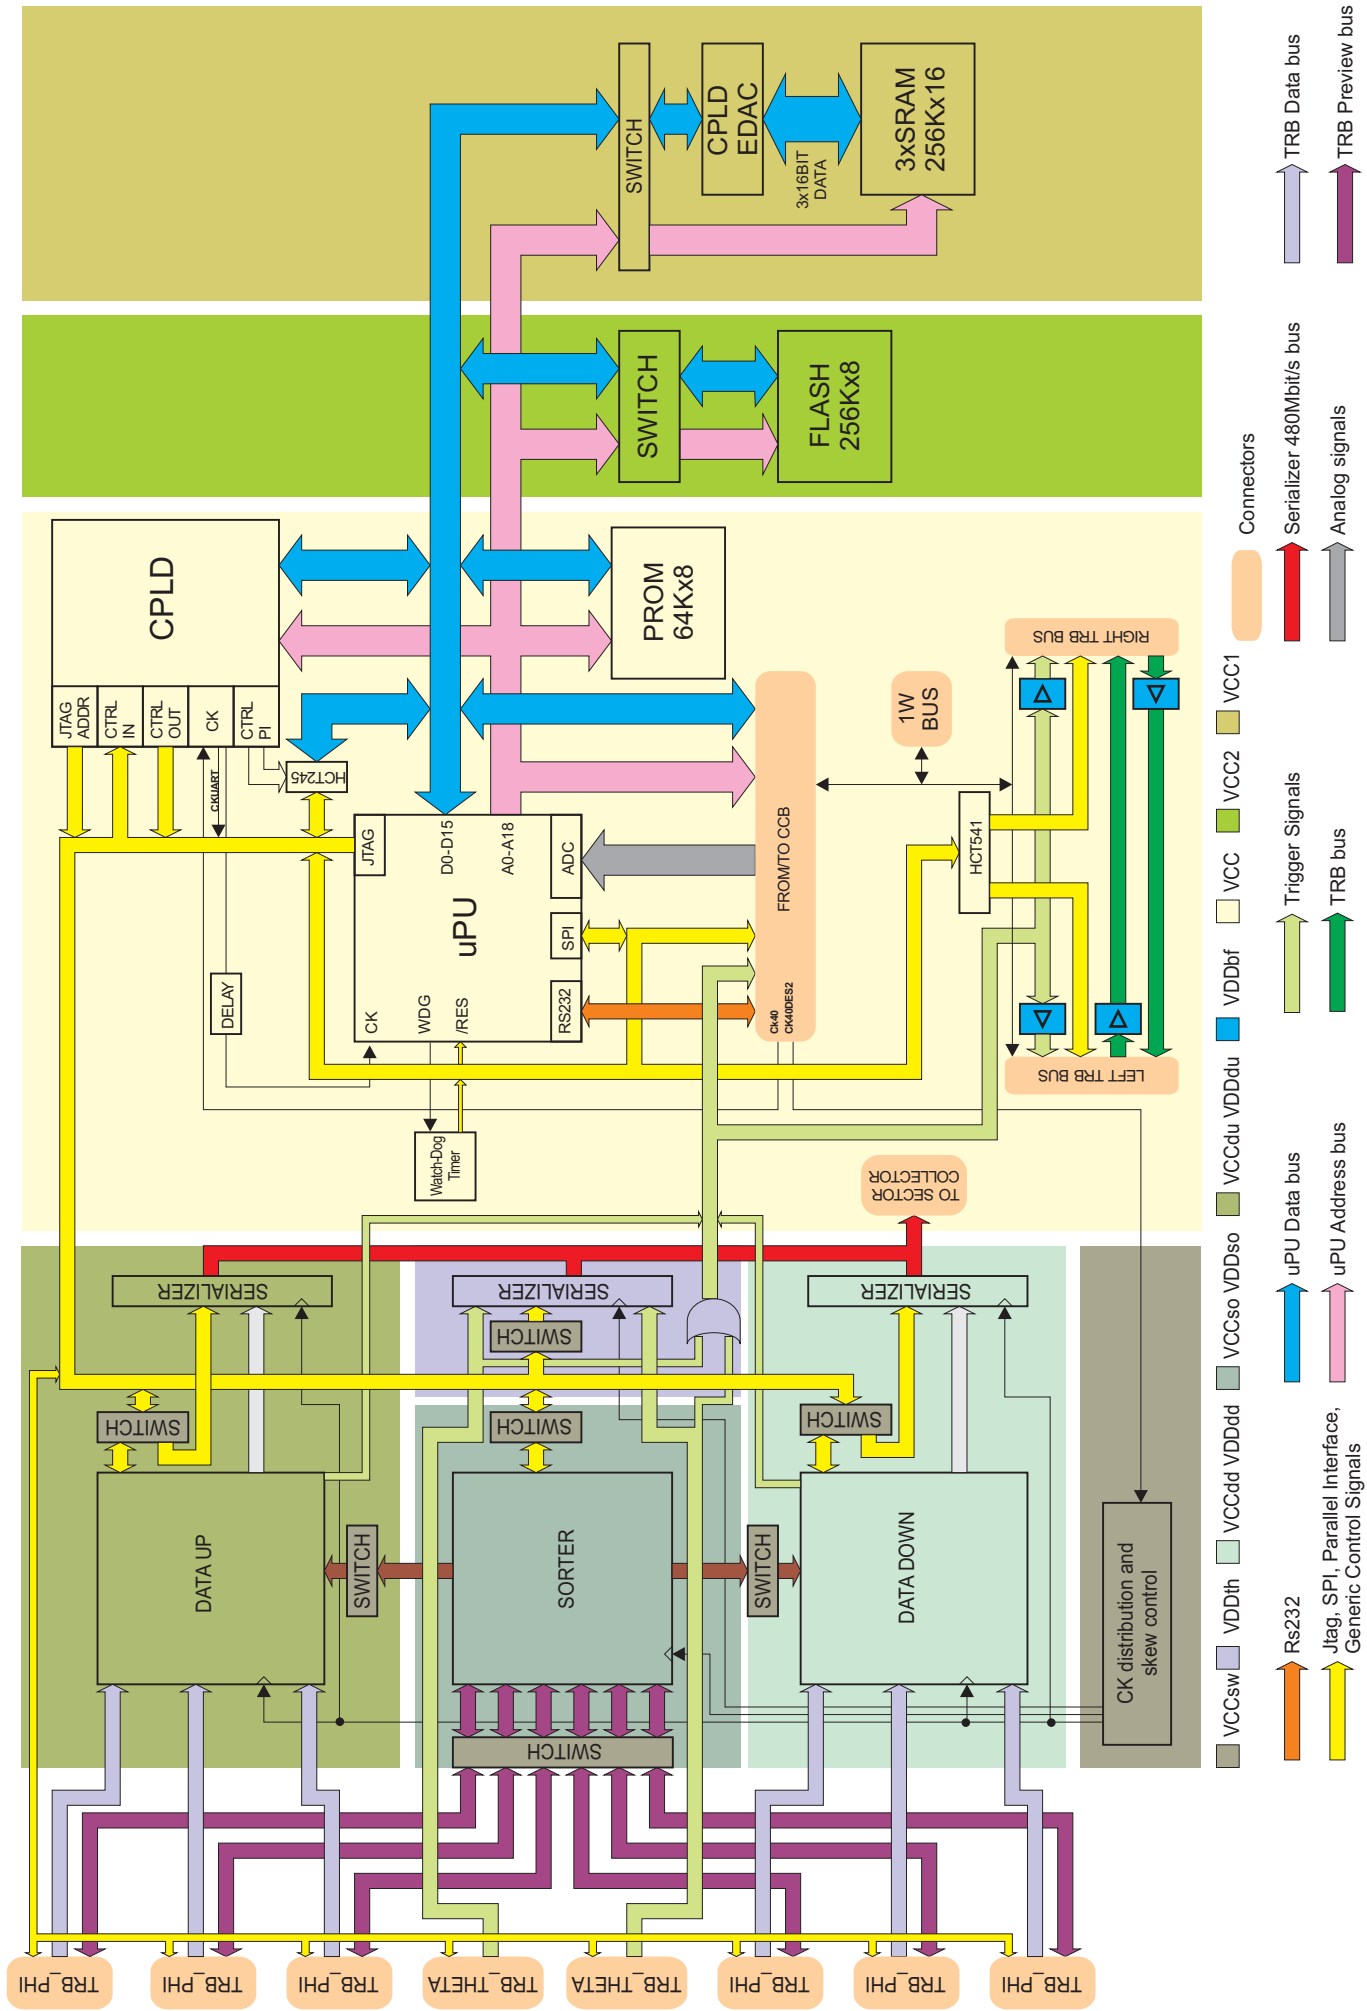 SWITCH
CPLD
EDAC
3x16BIT
DATA
3xSRAM
256Kx16
SWITCH
FLASH
256Kx8
CPLD
JTAG
ADDR
CTRL
IN
CTRL
OUT
CK
CTRL
PI
CKUART
HCT245
PROM
64Kx8
DELAY
JTAG
D0-D15
A0-A18
uPU
CK
WDG
/RES
ADC
SPI
RS232
Watch-Dog
Timer
FROM/TO CCB
Ck40
CK40DES2
1W
BUS
HCT541
RIGHT TRB BUS
LEFT TRB BUS
TO SECTOR
COLLECTOR
SERIALIZER
SERIALIZER
SERIALIZER
SWITCH
SWITCH
SWITCH
SWITCH
DATA UP
SWITCH
SORTER
SWITCH
DATA DOWN
SWITCH
CK distribution and
skew control
TRB_PHI
TRB_PHI
TRB_PHI
TRB_THETA
TRB_THETA
TRB_PHI
TRB_PHI
TRB_PHI
VCCsw
VDDth
VCCdd VDDdd
VCCso VDDso
VCCdu VDDdu
VDDbf
VCC
VCC2
VCC1
Connectors
Rs232
uPU Data bus
Trigger Signals
Serializer 480Mbit/s bus
TRB Data bus
Jtag, SPI, Parallel Interface,
Generic Control Signals
uPU Address bus
TRB bus
Analog signals
TRB Preview bus